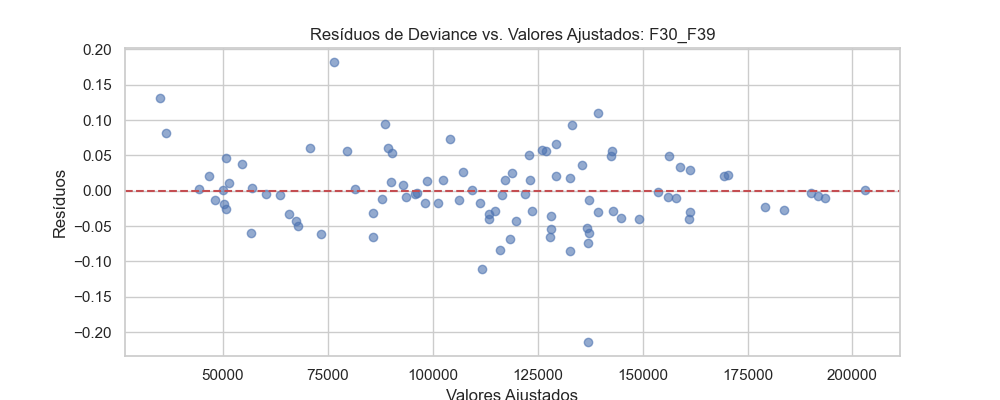 Resíduos de Deviance vs. Valores Ajustados: F30_F39
0.20
0.15
0.10
0.05
0.00
−0.05
−0.10
−0.15
−0.20
Resíduos
50000 75000 100000 125000 150000 175000 200000
Valores Ajustados